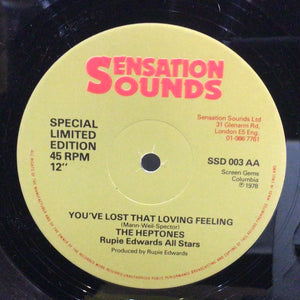 SENSATION
SOUNDS
SPECIAL
LIMITED
EDITION
45 RPM
12"
Sensation Sounds Ltd
31 Glenarm Rd,
London E5 Eng.
01-986 7761
SSD 003 AA
Screen Gems
Columbia
℗ 1978
YOU'VE LOST THAT LOVING FEELING
(Mann-Weil-Spector)
THE HEPTONES
Rupie Edwards All Stars
Produced by Rupie Edwards